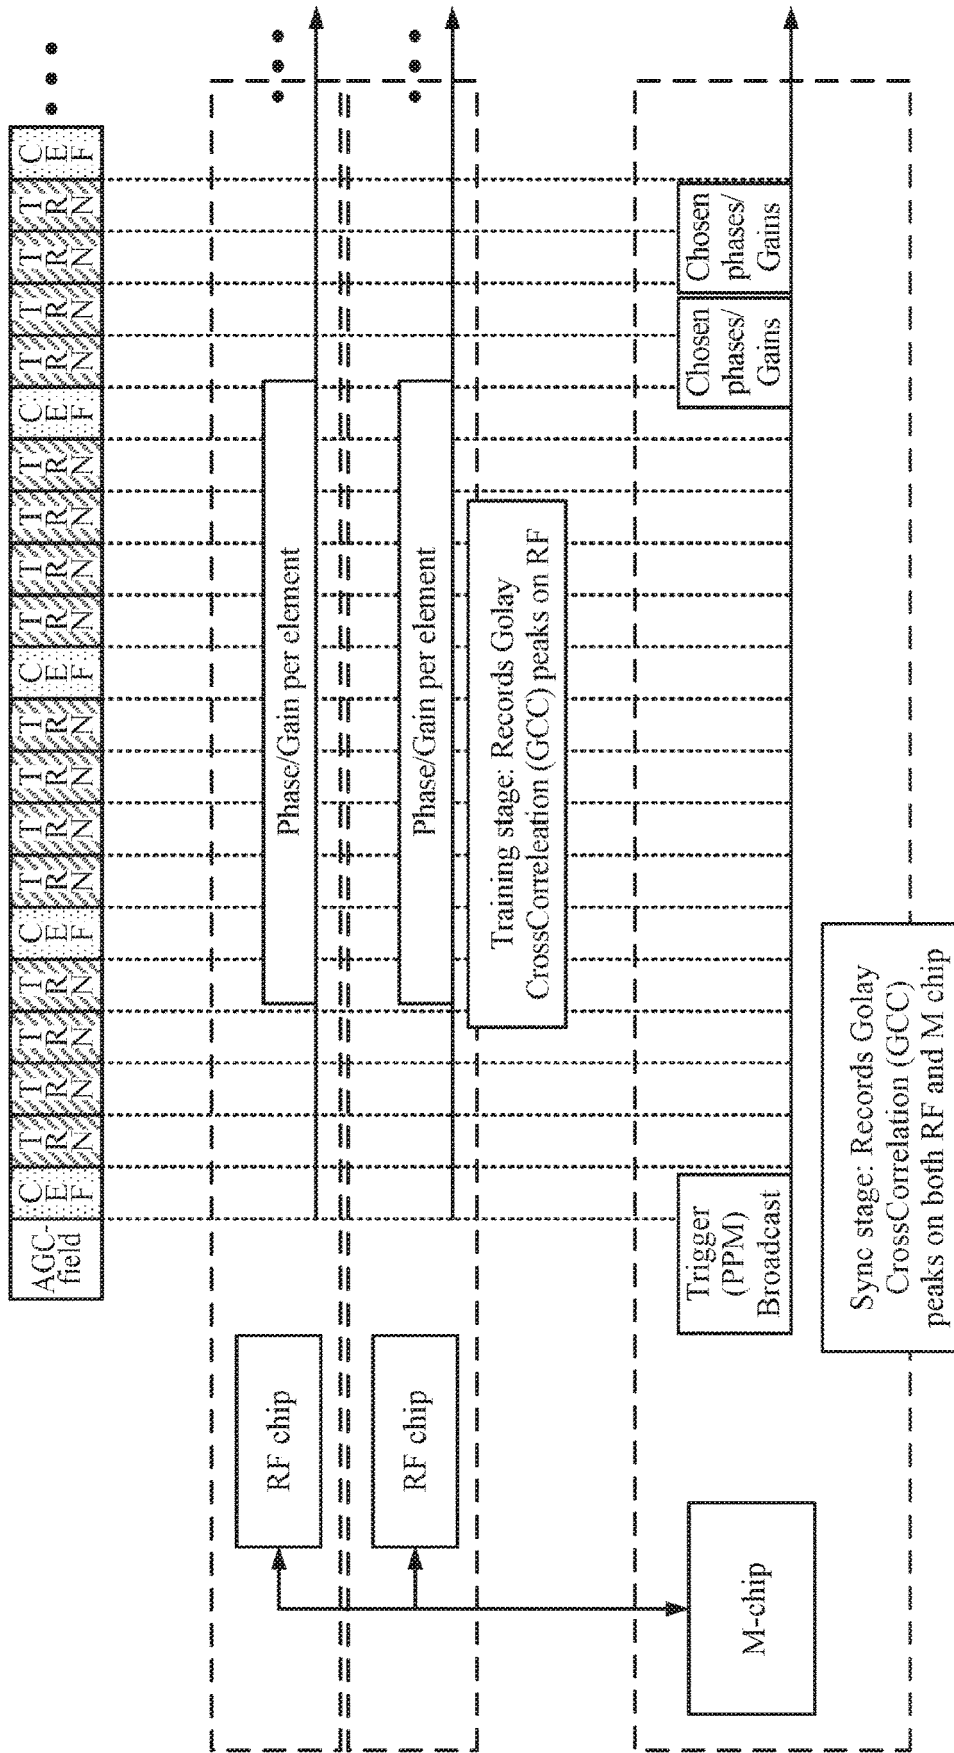 AGC-
field
C
E
F
T
R
N
T
R
N
T
R
N
T
R
N
C
E
F
T
R
N
T
R
N
T
R
N
T
R
N
C
E
F
T
R
N
T
R
N
T
R
N
T
R
N
C
E
F
T
R
N
T
R
N
T
R
N
T
R
N
C
E
F
RF chip
Phase/Gain per element
RF chip
Phase/Gain per element
Training stage: Records Golay
CrossCorreleation (GCC) peaks on RF
M-chip
Trigger
(PPM)
Broadcast
Chosen
phases/
Gains
Chosen
phases/
Gains
Sync stage: Records Golay
CrossCorrelation (GCC)
peaks on both RF and M chip